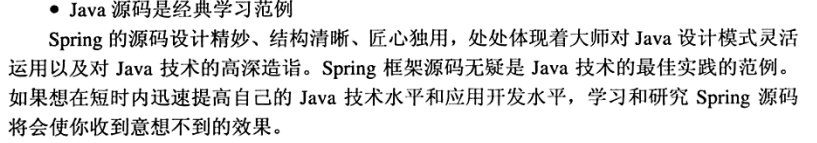 ● Java 源码是经典学习范例
Spring 的源码设计精妙、结构清晰、匠心独用，处处体现着大师对 Java 设计模式灵活
运用以及对 Java 技术的高深造诣。Spring 框架源码无疑是 Java 技术的最佳实践的范例。
如果想在短时内迅速提高自己的 Java 技术水平和应用开发水平，学习和研究 Spring 源码
将会使你收到意想不到的效果。